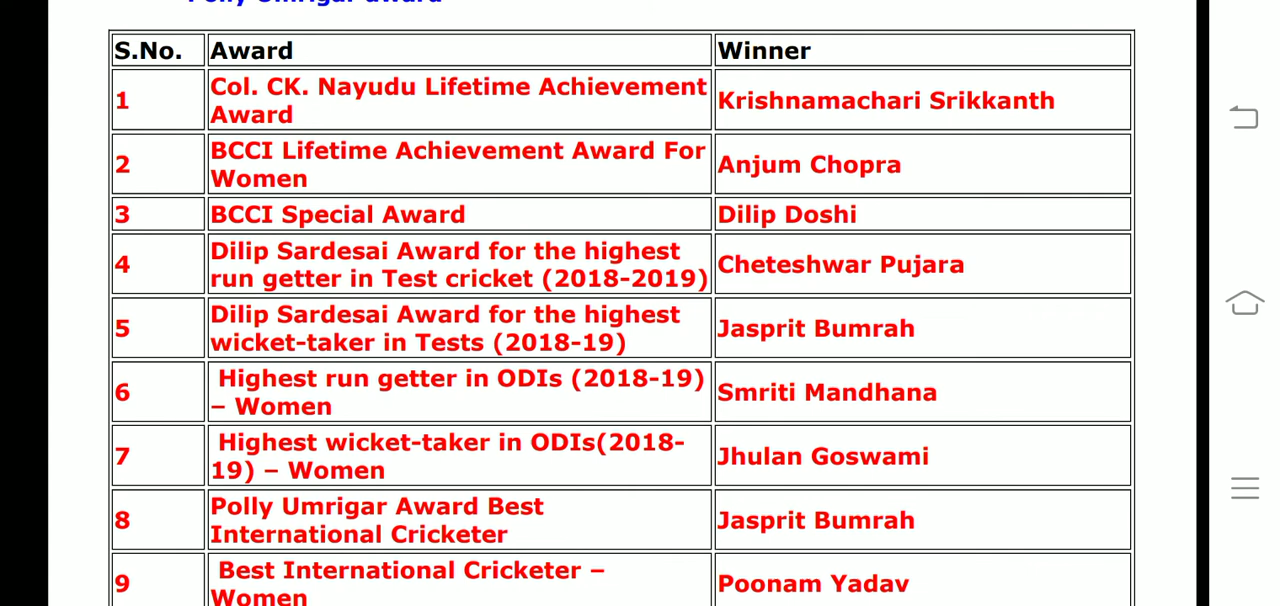 Polly Umrigar award
S.No. Award Winner
1 Col. CK. Nayudu Lifetime Achievement Award Krishnamachari Srikkanth
2 BCCI Lifetime Achievement Award For Women Anjum Chopra
3 BCCI Special Award Dilip Doshi
4 Dilip Sardesai Award for the highest run getter in Test cricket (2018-2019) Cheteshwar Pujara
5 Dilip Sardesai Award for the highest wicket-taker in Tests (2018-19) Jasprit Bumrah
6 Highest run getter in ODIs (2018-19) – Women Smriti Mandhana
7 Highest wicket-taker in ODIs(2018-19) – Women Jhulan Goswami
8 Polly Umrigar Award Best International Cricketer Jasprit Bumrah
9 Best International Cricketer – Women Poonam Yadav